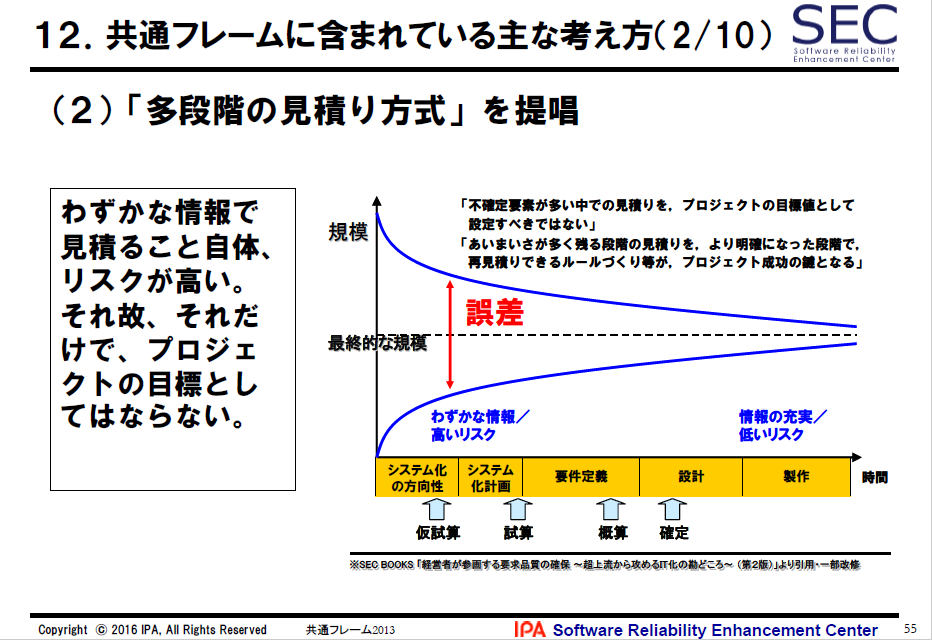 12. 共通フレームに含まれている主な考え方(2/10)
SEC
Software Reliability
Enhancement Center
(2)「多段階の見積り方式」を提唱
わずかな情報で
見積ること自体、
リスクが高い。
それ故、それだ
けで、プロジェ
クトの目標とし
てはならない。
「不確定要素が多い中での見積りを，プロジェクトの目標値として
設定すべきではない」
「あいまいさが多く残る段階の見積りを，より明確になった段階で，
再見積りできるルールづくり等が，プロジェクト成功の鍵となる」
規模
誤差
最終的な規模
わずかな情報／
高いリスク
情報の充実／
低いリスク
システム化
の方向性
システム
化計画
要件定義
設計
製作
時間
仮試算
試算
概算
確定
※SEC BOOKS「経営者が参画する要求品質の確保 ～超上流から攻めるIT化の勘どころ～ （第2版）」より引用・一部改修
Copyright © 2016 IPA, All Rights Reserved
共通フレーム2013
IPA Software Reliability Enhancement Center
55